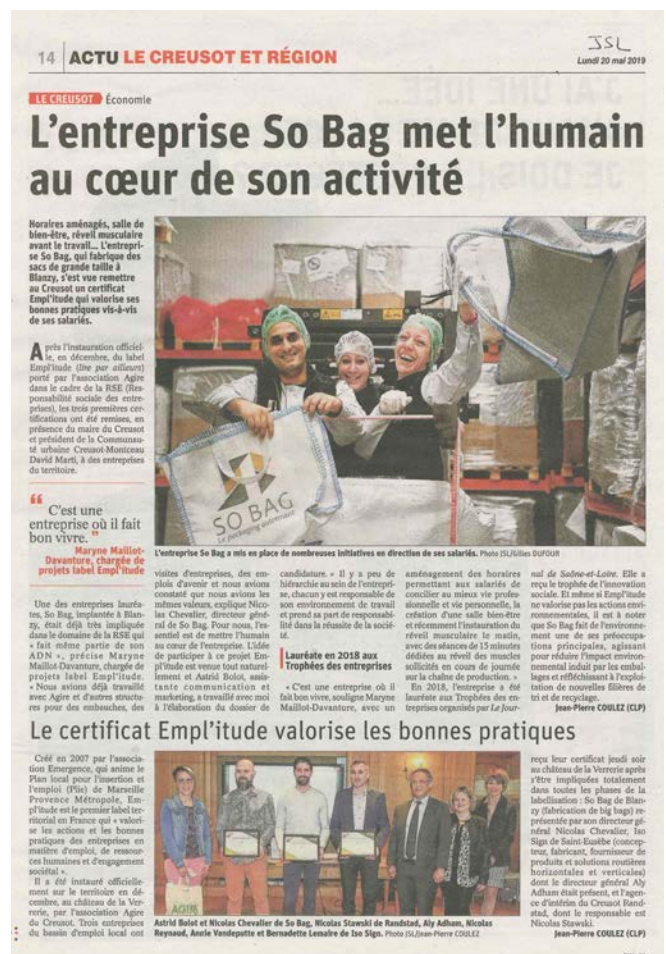 14 ACTU LE CREUSOT ET RÉGION
JSL
Lundi 20 mai 2019
LE CREUSOT Économie
L'entreprise So Bag met l'humain
au cœur de son activité
Horaires aménagés, salle de
bien-être, réveil musculaire
avant le travail... L'entrepri-
se So Bag, qui fabrique des
sacs de grande taille à
Blanzy, s'est vue remettre
au Creusot un certificat
Empl'itude qui valorise ses
bonnes pratiques vis-à-vis
de ses salariés.
Après l'instauration officiel-
le, en décembre, du label
Empl'itude (lire par ailleurs)
porté par l'association Agire
dans le cadre de la RSE (Res-
ponsabilité sociale des entre-
prises), les trois premières cer-
tifications ont été remises, en
présence du maire du Creusot
et président de la Communau-
té urbaine Creusot-Montceau
David Marti, à des entreprises
du territoire.
“
C'est une
entreprise où il fait
bon vivre. ”
Maryne Maillot-
Davanture, chargée de
projets label Empl'itude
SO BAG
Le packaging autrement
L'entreprise So Bag a mis en place de nombreuses initiatives en direction de ses salariés. Photo JSL/Gilles DUFOUR
Une des entreprises lauréa-
tes, So Bag, implantée à Blan-
zy, était déjà très impliquée
dans le domaine de la RSE qui
« fait même partie de son
ADN », précise Maryne
Maillot-Davanture, chargée de
projets label Empl'itude.
« Nous avions déjà travaillé
avec Agire et d'autres structu-
res pour des embauches, des
visites d'entreprises, des em-
plois d'avenir et nous avions
constaté que nous avions les
mêmes valeurs, explique Nico-
las Chevalier, directeur géné-
ral de So Bag. Pour nous, l'es-
sentiel est de mettre l'humain
au cœur de l'entreprise. L'idée
de participer à ce projet Em-
pl'itude est venue tout naturel-
lement et Astrid Bolot, assis-
tante communication et
marketing, a travaillé avec moi
à l'élaboration du dossier de
candidature. » Il y a peu de
hiérarchie au sein de l'entrepri-
se, chacun y est responsable de
son environnement de travail
et prend sa part de responsabi-
lité dans la réussite de la socié-
té.
Lauréate en 2018 aux
Trophées des entreprises
« C'est une entreprise où il
fait bon vivre, souligne Maryne
Maillot-Davanture, avec un
aménagement des horaires
permettant aux salariés de
concilier au mieux vie profes-
sionnelle et vie personnelle, la
création d'une salle bien-être
et récemment l'instauration du
réveil musculaire le matin,
avec des séances de 15 minutes
dédiées au réveil des muscles
sollicités en cours de journée
sur la chaîne de production. »
En 2018, l'entreprise a été
lauréate aux Trophées des en-
treprises organisés par le Jour-
nal de Saône-et-Loire. Elle a
reçu le trophée de l'innovation
sociale. Et même si Empl'itude
ne valorise pas les actions envi-
ronnementales, il est à noter
que So Bag fait de l'environne-
ment une de ses préoccupa-
tions principales, agissant
pour réduire l'impact environ-
nemental induit par les embal-
lages et réfléchissant à l'exploi-
tation de nouvelles filières de
tri et de recyclage.
Jean-Pierre COULEZ (CLP)
Le certificat Empl'itude valorise les bonnes pratiques
Créé en 2007 par l'associa-
tion Emergence, qui anime le
Plan local pour l'insertion et
l'emploi (Plie) de Marseille
Provence Métropole, Em-
pl'itude est le premier label ter-
ritorial en France qui « valori-
se les actions et les bonnes
pratiques des entreprises en
matière d'emploi, de ressour-
ces humaines et d'engagement
sociétal ».
Il a été instauré officielle-
ment sur le territoire en dé-
cembre, au château de la Ver-
rerie, par l'association Agire
du Creusot. Trois entreprises
du bassin d'emploi local ont
AGIRE
Astrid Bolot et Nicolas Chevalier de So Bag, Nicolas Stawski de Randstad, Aly Adham, Nicolas
Reynaud, Annie Vandeputte et Bernadette Lemaire de Iso Sign. Photo JSL/Jean-Pierre COULEZ
reçu leur certificat jeudi soir
au château de la Verrerie après
s'être impliquées totalement
dans toutes les phases de la
labellisation : So Bag de Blan-
zy (fabrication de big bags) re-
présentée par son directeur gé-
néral Nicolas Chevalier, Iso
Sign de Saint-Eusèbe (concep-
teur, fabricant, fournisseur de
produits et solutions routières
horizontales et verticales)
dont le directeur général Aly
Adham était présent, et l'agen-
ce d'intérim du Creusot Rand-
stad, dont le responsable est
Nicolas Stawski.
Jean-Pierre COULEZ (CLP)